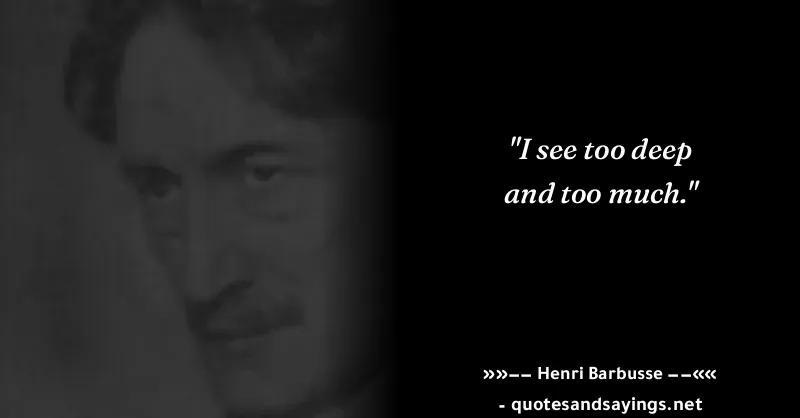 "I see too deep
and too much."
»»–– Henri Barbusse ––««
- quotesandsayings.net